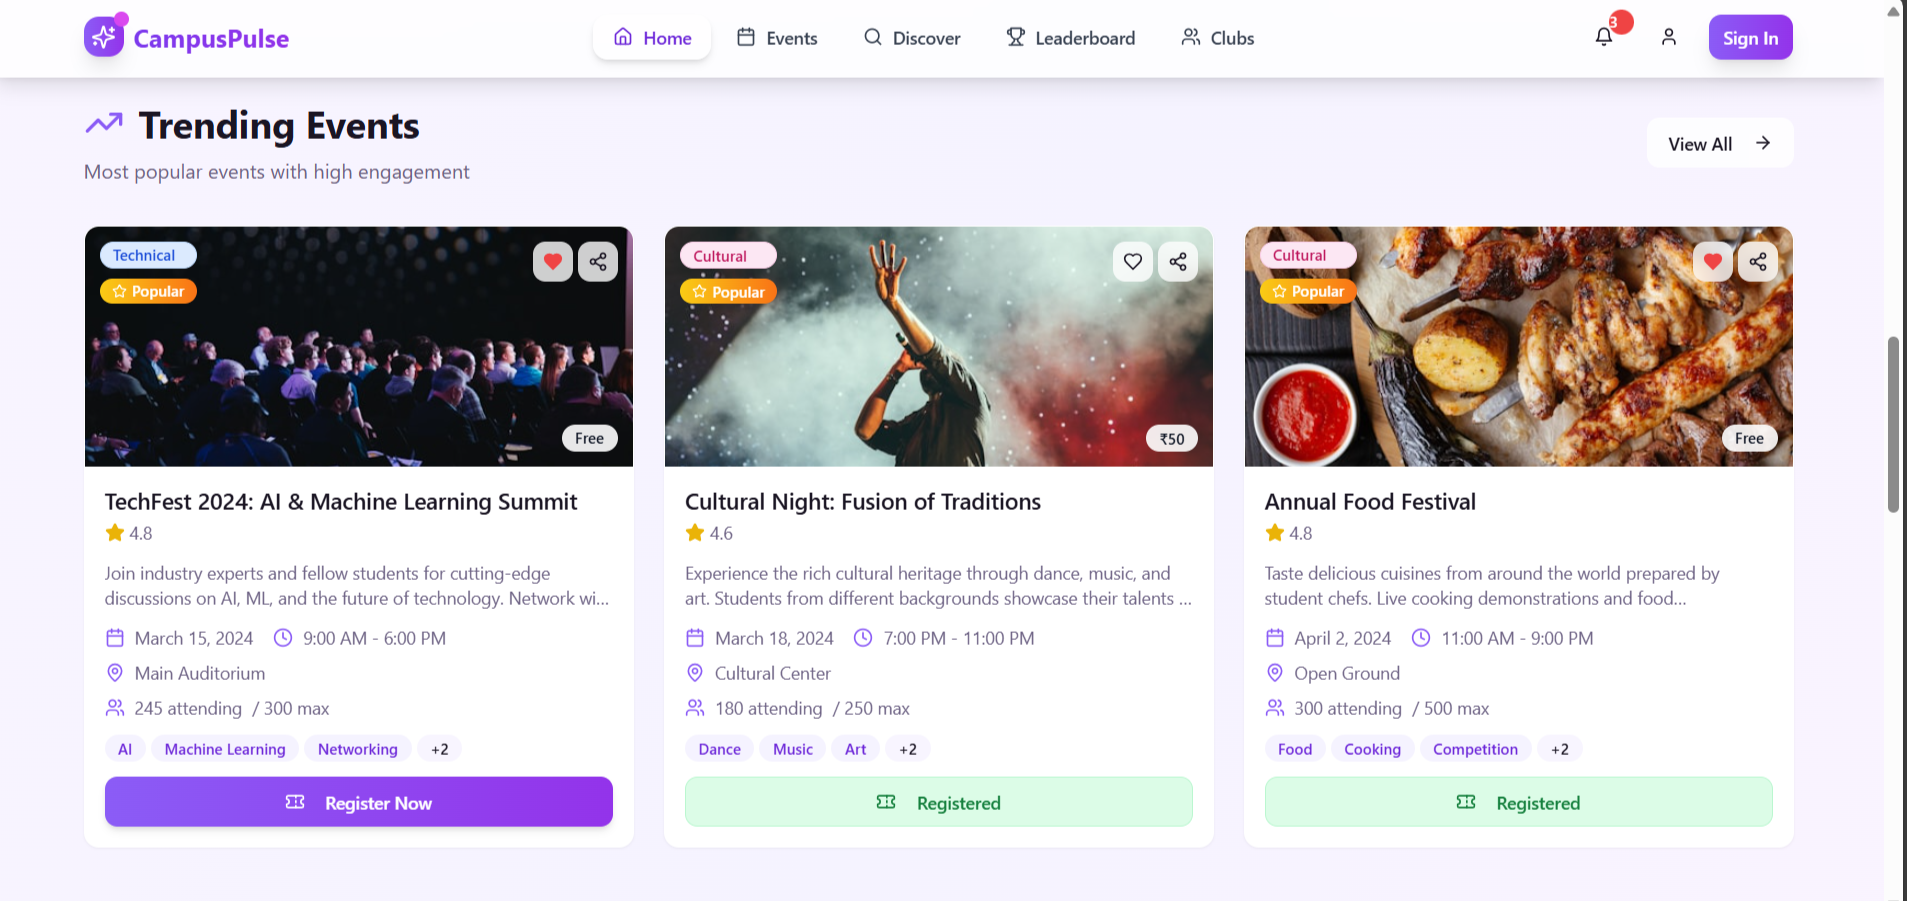 CampusPulse
Home
Events
Discover
Leaderboard
Clubs
3
Sign In
Trending Events
Most popular events with high engagement
View All
Technical
Popular
Free
TechFest 2024: AI & Machine Learning Summit
4.8
Join industry experts and fellow students for cutting-edge
discussions on AI, ML, and the future of technology. Network wi...
March 15, 2024 9:00 AM - 6:00 PM
Main Auditorium
245 attending / 300 max
AI Machine Learning Networking +2
Register Now
Cultural
Popular
₹50
Cultural Night: Fusion of Traditions
4.6
Experience the rich cultural heritage through dance, music, and
art. Students from different backgrounds showcase their talents ...
March 18, 2024 7:00 PM - 11:00 PM
Cultural Center
180 attending / 250 max
Dance Music Art +2
Registered
Cultural
Popular
Free
Annual Food Festival
4.8
Taste delicious cuisines from around the world prepared by
student chefs. Live cooking demonstrations and food...
April 2, 2024 11:00 AM - 9:00 PM
Open Ground
300 attending / 500 max
Food Cooking Competition +2
Registered